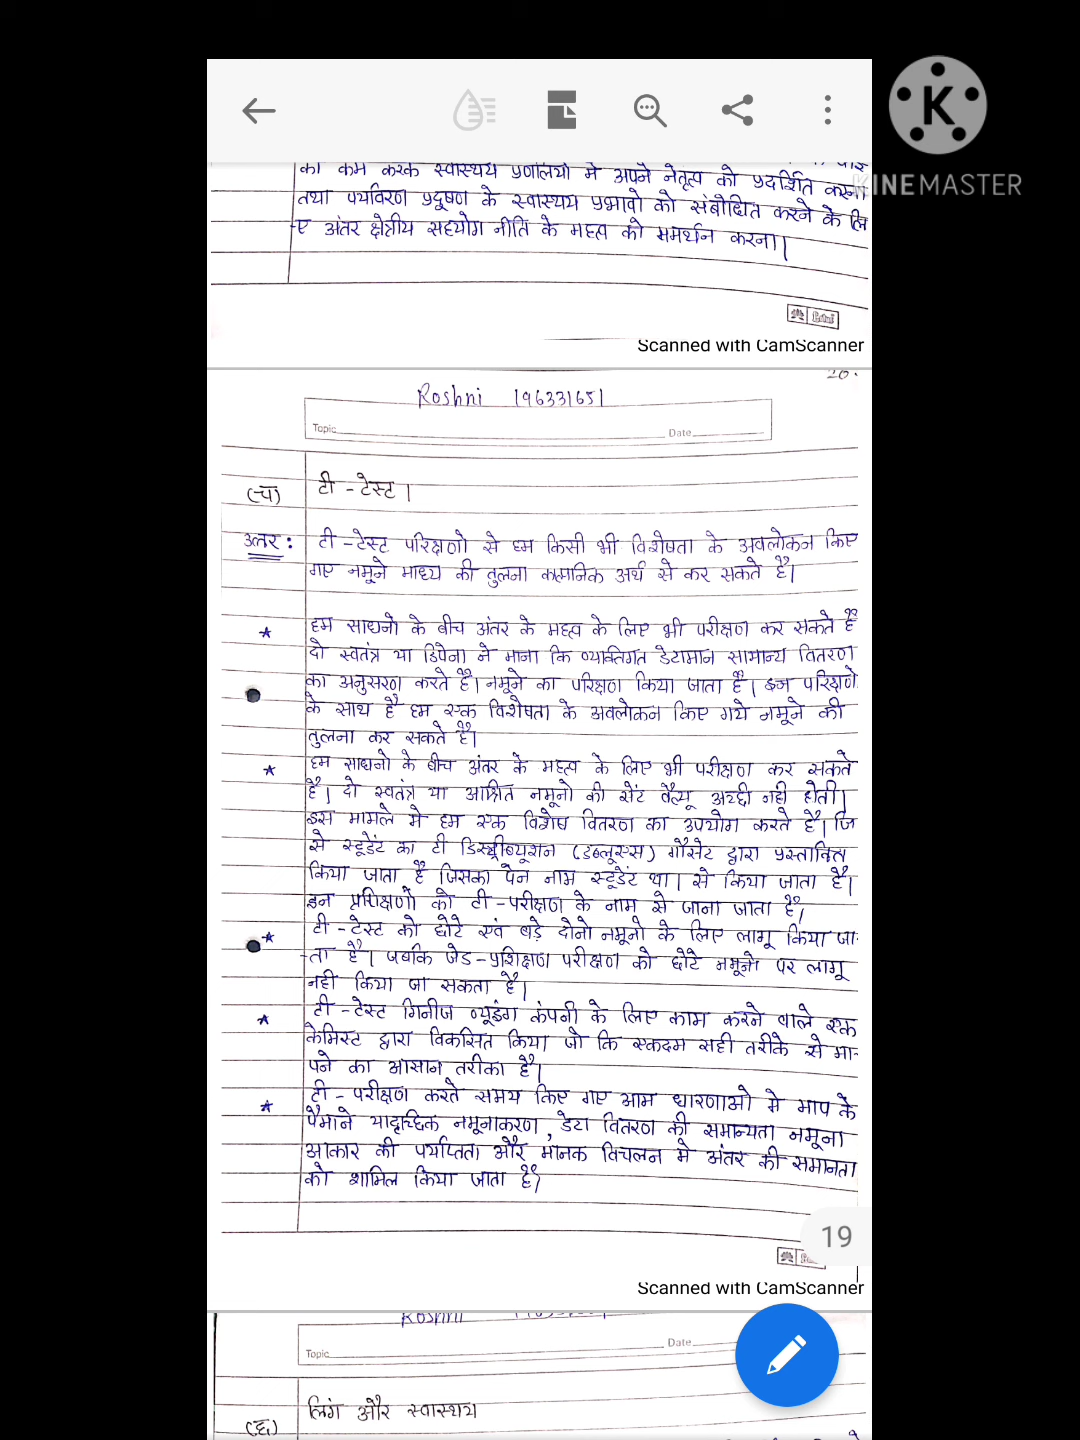 KINEMASTER
को कम करके स्वास्थ्य प्रणालियो मे अपने नेतृत्व को प्रदर्शित करना
तथा पर्यावरण प्रदूषण के स्वास्थ्य प्रभावो को संबोधित करने के लि
-ए अंतर क्षेत्रीय सहयोग नीति के महत्व को समर्थन करना।
Scanned with CamScanner
20.
Roshni 196331651
Topic Date
(च) टी - टेस्ट।
उत्तर: टी-टेस्ट परिक्षणो से हम किसी भी विशेषता के अवलोकन किए
गए नमूने माध्य की तुलना काल्पनिक अर्थ से कर सकते है।
* हम साधनो के बीच अंतर के महत्व के लिए भी परीक्षण कर सकते है
दो स्वतंत्र या डिपेना ने माना कि व्यक्तिगत डेटामान सामान्य वितरण
का अनुसरण करते है। नमूने का परिक्षण किया जाता है। इन परिक्षणो
के साथ है हम एक विशेषता के अवलोकन किए गये नमूने की
तुलना कर सकते है।
* हम साधनो के बीच अंतर के महत्व के लिए भी परीक्षण कर सकते
है। दो स्वतंत्र या आश्रित नमूनो की सेंट वैल्यू अच्छी नही होती।
इस मामले मे हम एक विशेष वितरण का उपयोग करते है। जि
से स्टूडेंट का टी डिस्ट्रीब्यूशन (डब्लूएस) गौसेट द्वारा प्रस्तावित
किया जाता है जिसका पेन नाम स्टूडेंट था। से किया जाता है।
इन प्रशिक्षणो को टी-परीक्षण के नाम से जाना जाता है।
* टी-टेस्ट को छोटे एवं बड़े दोनो नमूनो के लिए लागू किया जा-
-ता है। जबकि जेड-प्रशिक्षण परीक्षण को छोटे नमूनो पर लागू
नही किया जा सकता है।
* टी-टेस्ट गिनीज व्यूइंग कंपनी के लिए काम करने वाले एक
केमिस्ट द्वारा विकसित किया जो कि एकदम सही तरीके से मा-
पने का आसान तरीका है।
* टी- परीक्षण करते समय किए गए आम धारणाओ मे माप के
पैमाने यादृच्छिक नमूनाकरण, डेटा वितरण की समान्यता नमूना
आकार की पर्याप्तता और मानक विचलन मे अंतर की समानता
को शामिल किया जाता है।
19
Scanned with CamScanner
Roshni
Topic Date
(छ) लिंग और स्वास्थ्य